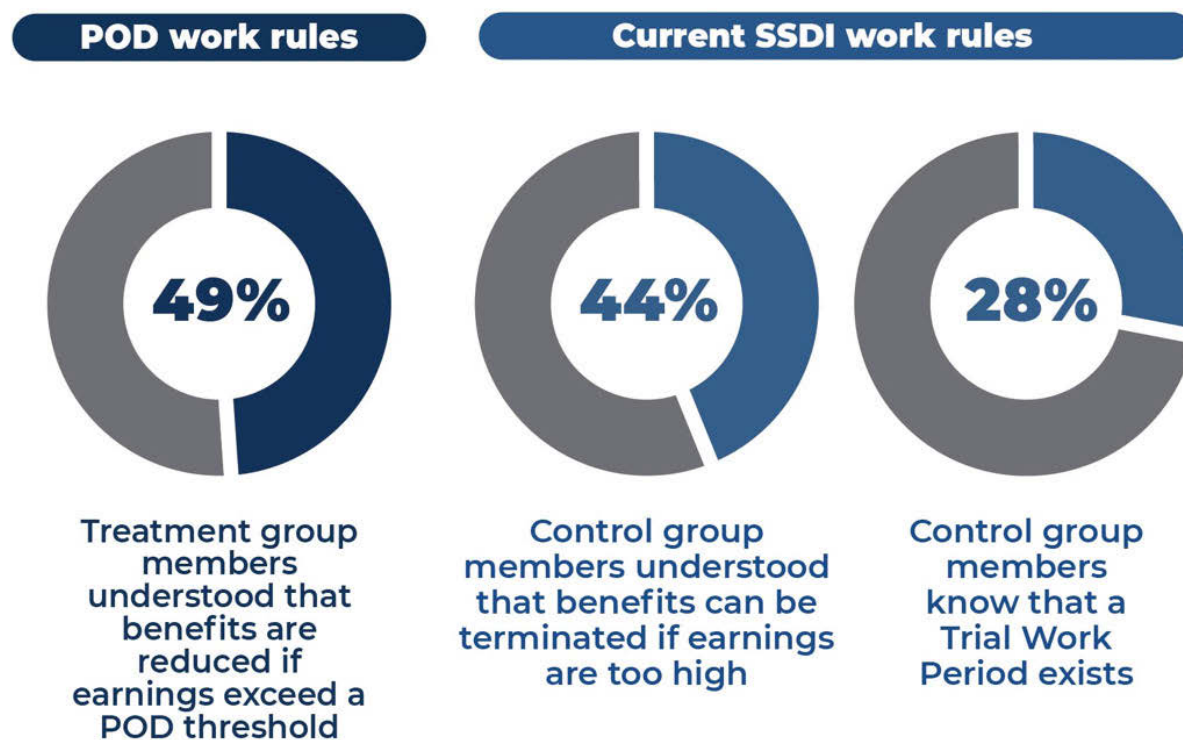 POD work rules
Current SSDI work rules
49%
44%
28%
Treatment group
members
understood that
benefits are
reduced if
earnings exceed a
POD threshold
Control group
members understood
that benefits can be
terminated if earnings
are too high
Control group
members
know that a
Trial Work
Period exists